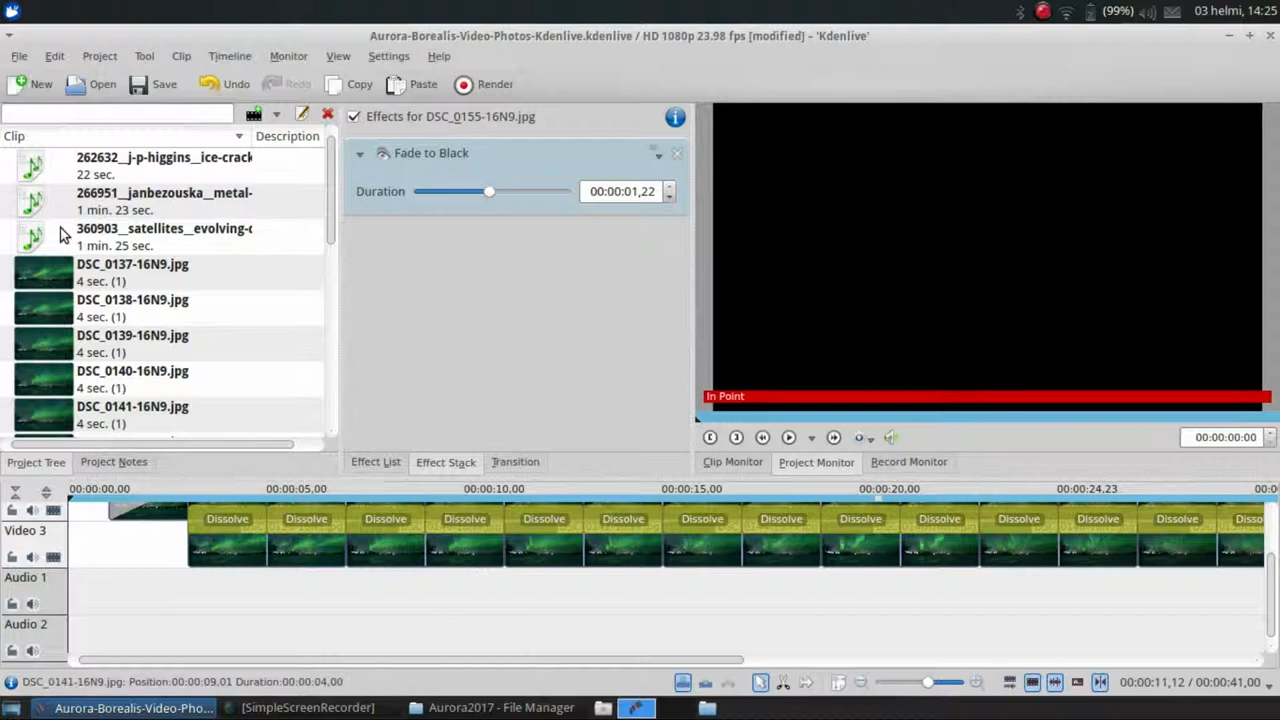 (99%)
03 helmi, 14:25
Aurora-Borealis-Video-Photos-Kdenlive.kdenlive / HD 1080p 23.98 fps [modified] – 'Kdenlive'
File Edit Project Tool Clip Timeline Monitor View Settings Help
New Open Save Undo Redo Copy Paste Render
Clip Description
262632__j-p-higgins__ice-crack
22 sec.
266951__janbezouska__metal-
1 min. 23 sec.
360903__satellites__evolving-
1 min. 25 sec.
DSC_0137-16N9.jpg
4 sec. (1)
DSC_0138-16N9.jpg
4 sec. (1)
DSC_0139-16N9.jpg
4 sec. (1)
DSC_0140-16N9.jpg
4 sec. (1)
DSC_0141-16N9.jpg
4 sec. (1)
Project Tree Project Notes
Effects for DSC_0155-16N9.jpg
Fade to Black
Duration 00:00:01,22
Effect List Effect Stack Transition
In Point
00:00:00:00
Clip Monitor Project Monitor Record Monitor
00:00:00,00 00:00:05,00 00:00:10,00 00:00:15,00 00:00:20,00 00:00:24,23 00:0
Dissolve Dissolve Dissolve Dissolve Dissolve Dissolve Dissolve Dissolve Dissolve Dissolve Dissolve Dissolve Dissolve Disso
Video 3
Audio 1
Audio 2
DSC_0141-16N9.jpg: Position:00:00:09,01 Duration:00:00:04,00
00:00:11,12 / 00:00:41,00
Aurora-Borealis-Video-Pho... [SimpleScreenRecorder] Aurora2017 - File Manager